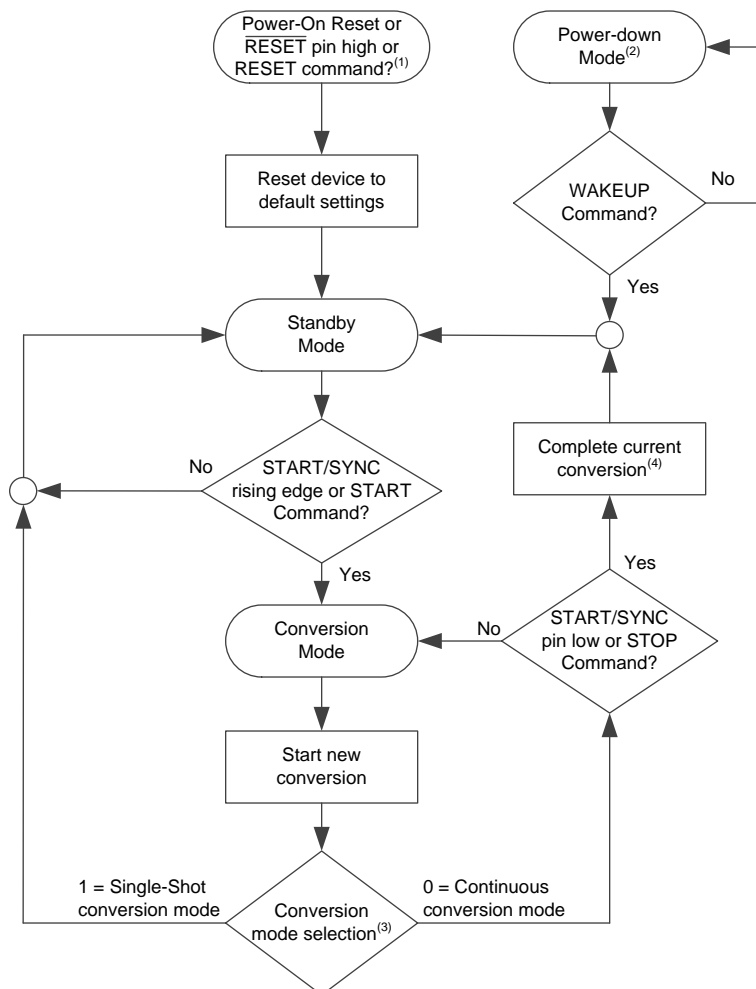 Power-On Reset or
RESET pin high or
RESET command?(1)
Power-down
Mode(2)
Reset device to
default settings
WAKEUP
Command?
No
Yes
Standby
Mode
Complete current
conversion(4)
No
START/SYNC
rising edge or START
Command?
Yes
Yes
Conversion
Mode
No
START/SYNC
pin low or STOP
Command?
Start new
conversion
1 = Single-Shot
conversion mode
0 = Continuous
conversion mode
Conversion
mode selection(3)